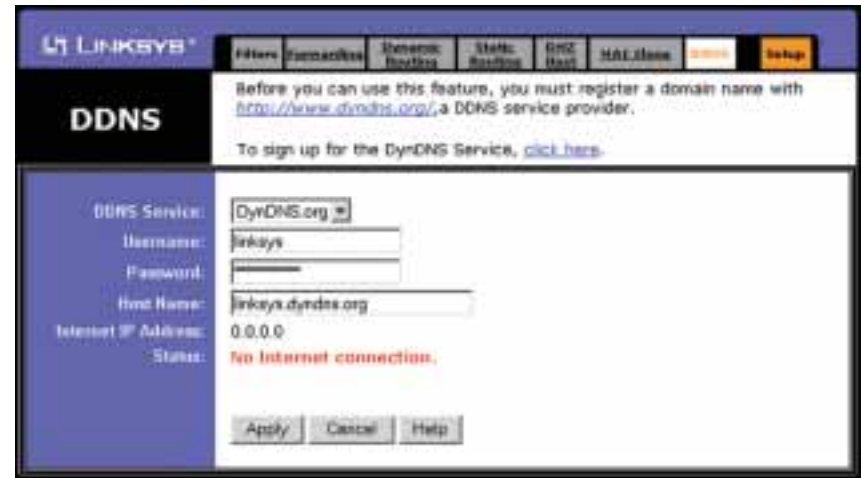 LINKSYS®
Filters Forwarding Dynamic Routing Static Routing DMZ Host MAC Clone DDNS Setup
DDNS
Before you can use this feature, you must register a domain name with
http://www.dyndns.org/,a DDNS service provider.
To sign up for the DynDNS Service, click here.
DDNS Service: DynDNS.org
Username: linksys
Password:
Host Name: linksys.dyndns.org
Internet IP Address: 0.0.0.0
Status: No Internet connection.
Apply Cancel Help